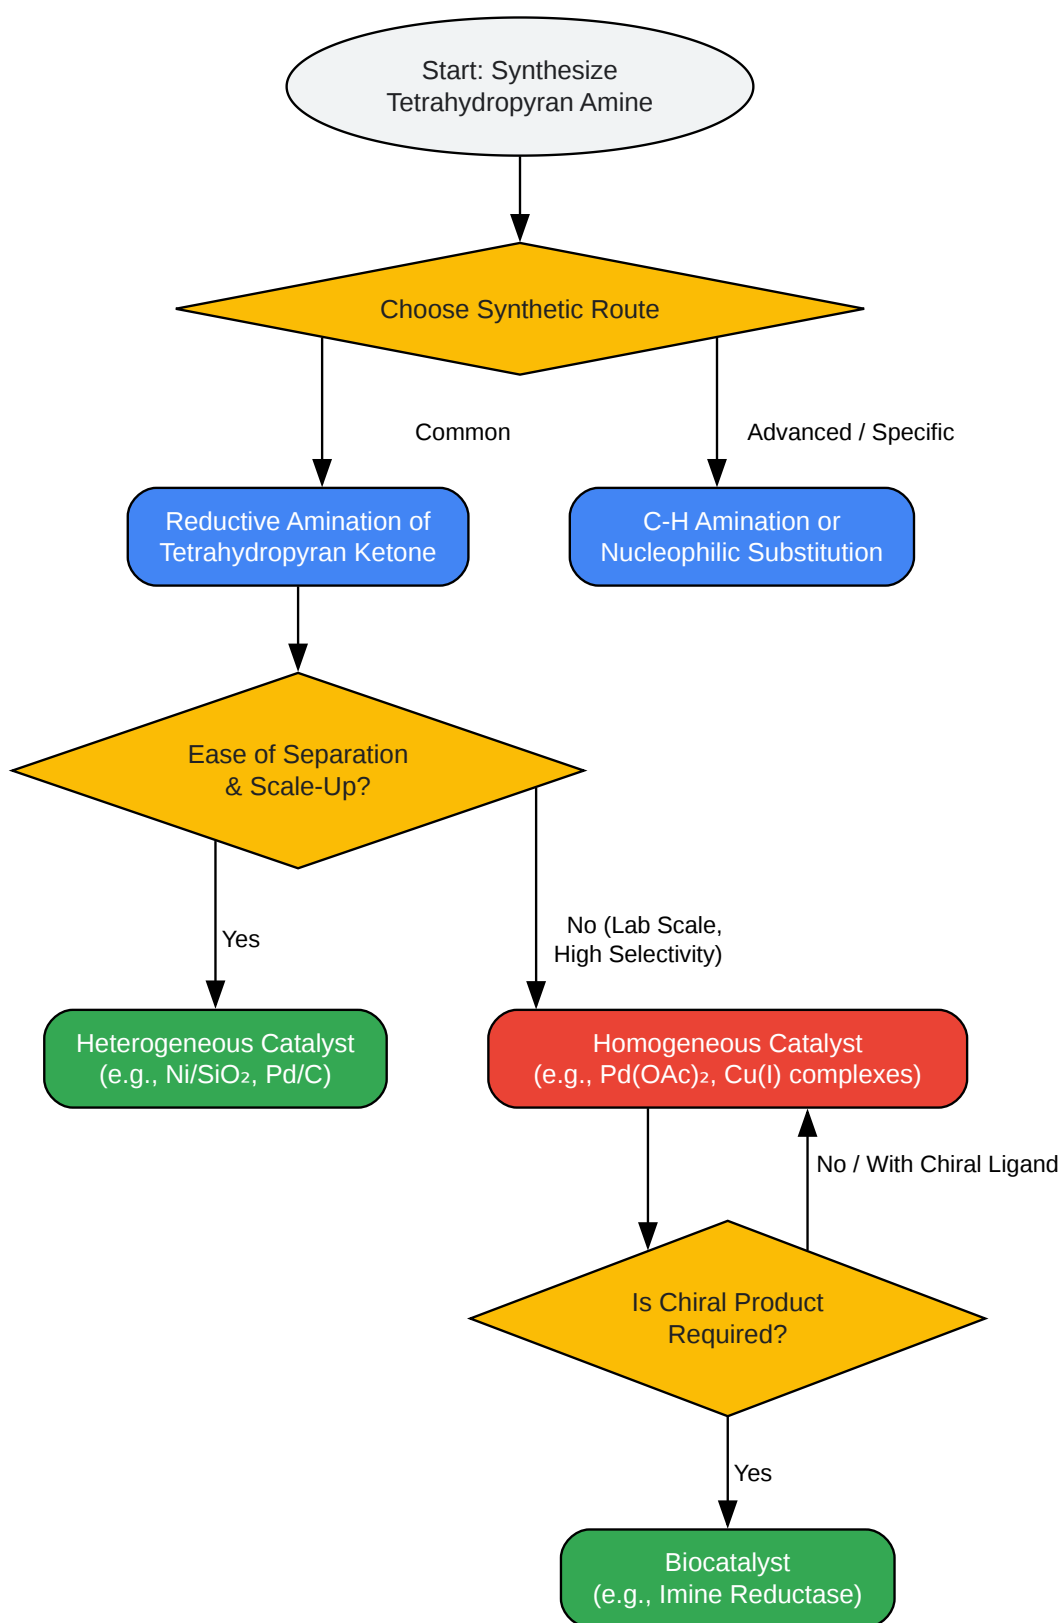 Start: Synthesize
Tetrahydropyran Amine
Choose Synthetic Route
Common
Advanced / Specific
Reductive Amination of
Tetrahydropyran Ketone
C-H Amination or
Nucleophilic Substitution
Ease of Separation
& Scale-Up?
Yes
No (Lab Scale,
High Selectivity)
Heterogeneous Catalyst
(e.g., Ni/SiO₂, Pd/C)
Homogeneous Catalyst
(e.g., Pd(OAc)₂, Cu(I) complexes)
No / With Chiral Ligand
Is Chiral Product
Required?
Yes
Biocatalyst
(e.g., Imine Reductase)